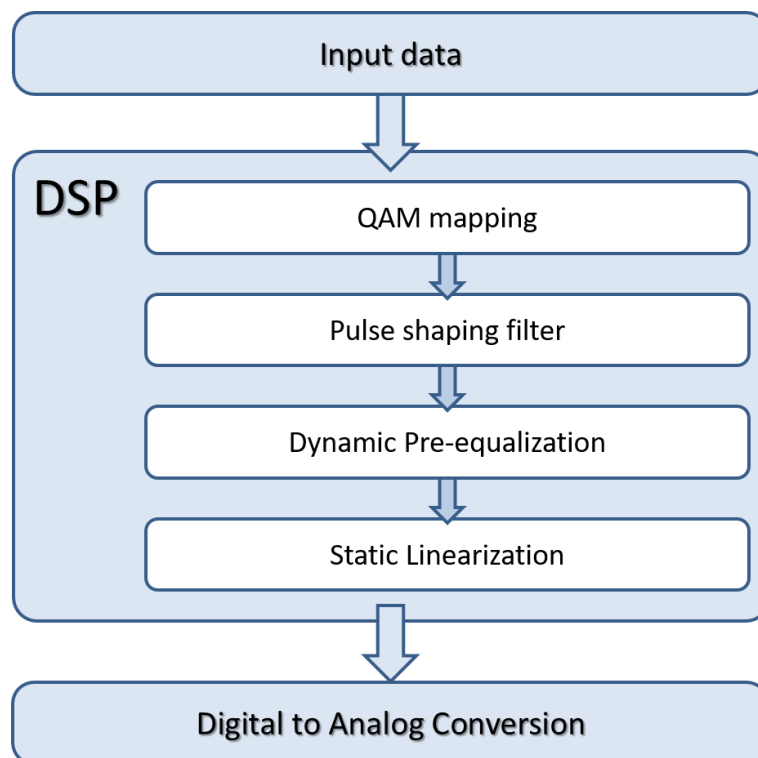 Input data
DSP
QAM mapping
Pulse shaping filter
Dynamic Pre-equalization
Static Linearization
Digital to Analog Conversion